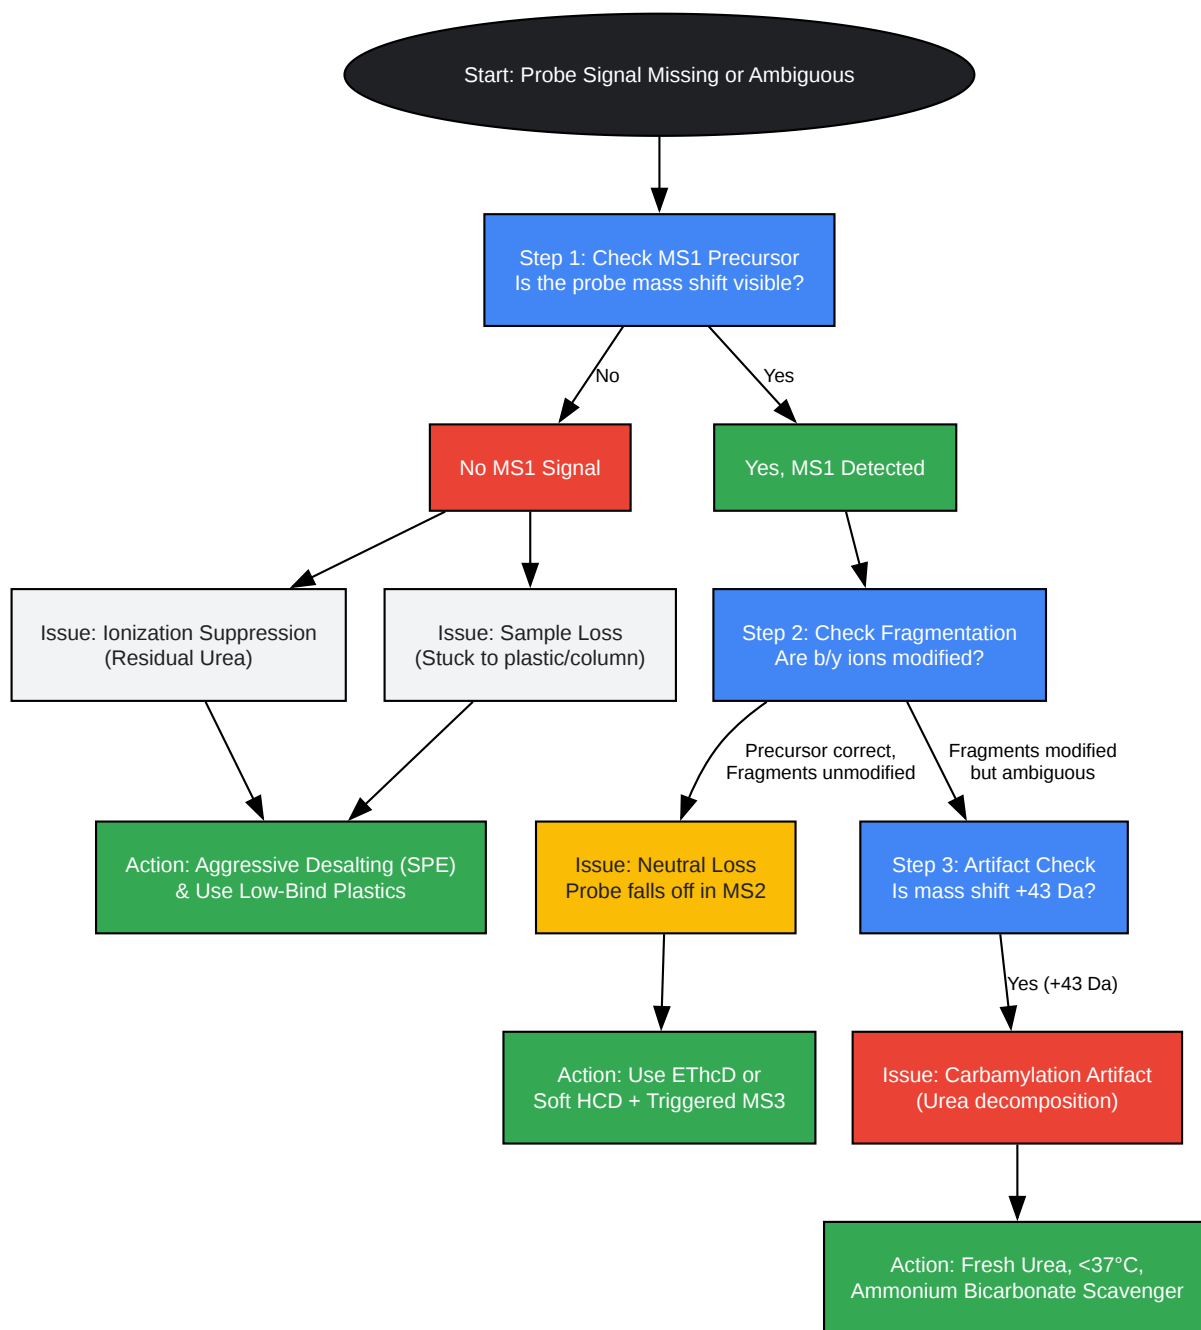 Start: Probe Signal Missing or Ambiguous
Step 1: Check MS1 Precursor
Is the probe mass shift visible?
No
Yes
No MS1 Signal
Yes, MS1 Detected
Issue: Ionization Suppression
(Residual Urea)
Issue: Sample Loss
(Stuck to plastic/column)
Step 2: Check Fragmentation
Are b/y ions modified?
Precursor correct,
Fragments unmodified
Fragments modified
but ambiguous
Action: Aggressive Desalting (SPE)
& Use Low-Bind Plastics
Issue: Neutral Loss
Probe falls off in MS2
Step 3: Artifact Check
Is mass shift +43 Da?
Yes (+43 Da)
Action: Use EThcD or
Soft HCD + Triggered MS3
Issue: Carbamylation Artifact
(Urea decomposition)
Action: Fresh Urea, <37°C,
Ammonium Bicarbonate Scavenger